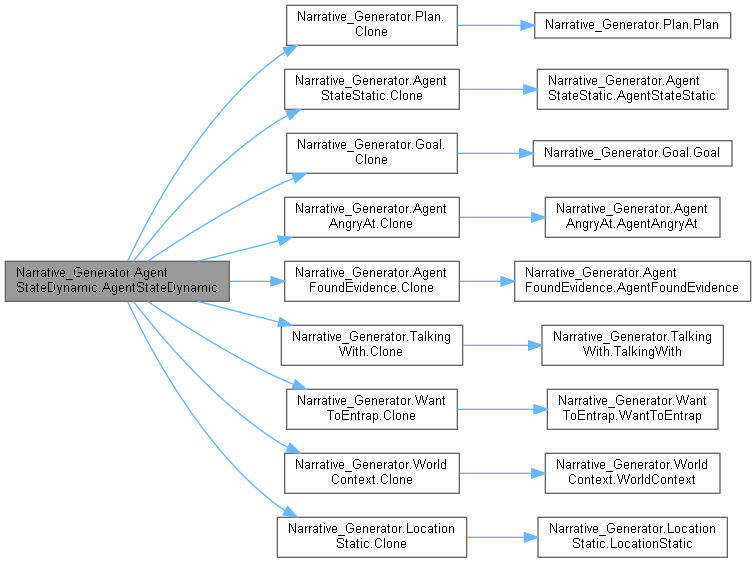 Narrative_Generator.Plan.
Clone
Narrative_Generator.Plan.Plan
Narrative_Generator.Agent
StateStatic.Clone
Narrative_Generator.Agent
StateStatic.AgentStateStatic
Narrative_Generator.Goal.
Clone
Narrative_Generator.Goal.Goal
Narrative_Generator.Agent
AngryAt.Clone
Narrative_Generator.Agent
AngryAt.AgentAngryAt
Narrative_Generator.Agent
StateDynamic.AgentStateDynamic
Narrative_Generator.Agent
FoundEvidence.Clone
Narrative_Generator.Agent
FoundEvidence.AgentFoundEvidence
Narrative_Generator.Talking
With.Clone
Narrative_Generator.Talking
With.TalkingWith
Narrative_Generator.Want
ToEntrap.Clone
Narrative_Generator.Want
ToEntrap.WantToEntrap
Narrative_Generator.World
Context.Clone
Narrative_Generator.World
Context.WorldContext
Narrative_Generator.Location
Static.Clone
Narrative_Generator.Location
Static.LocationStatic